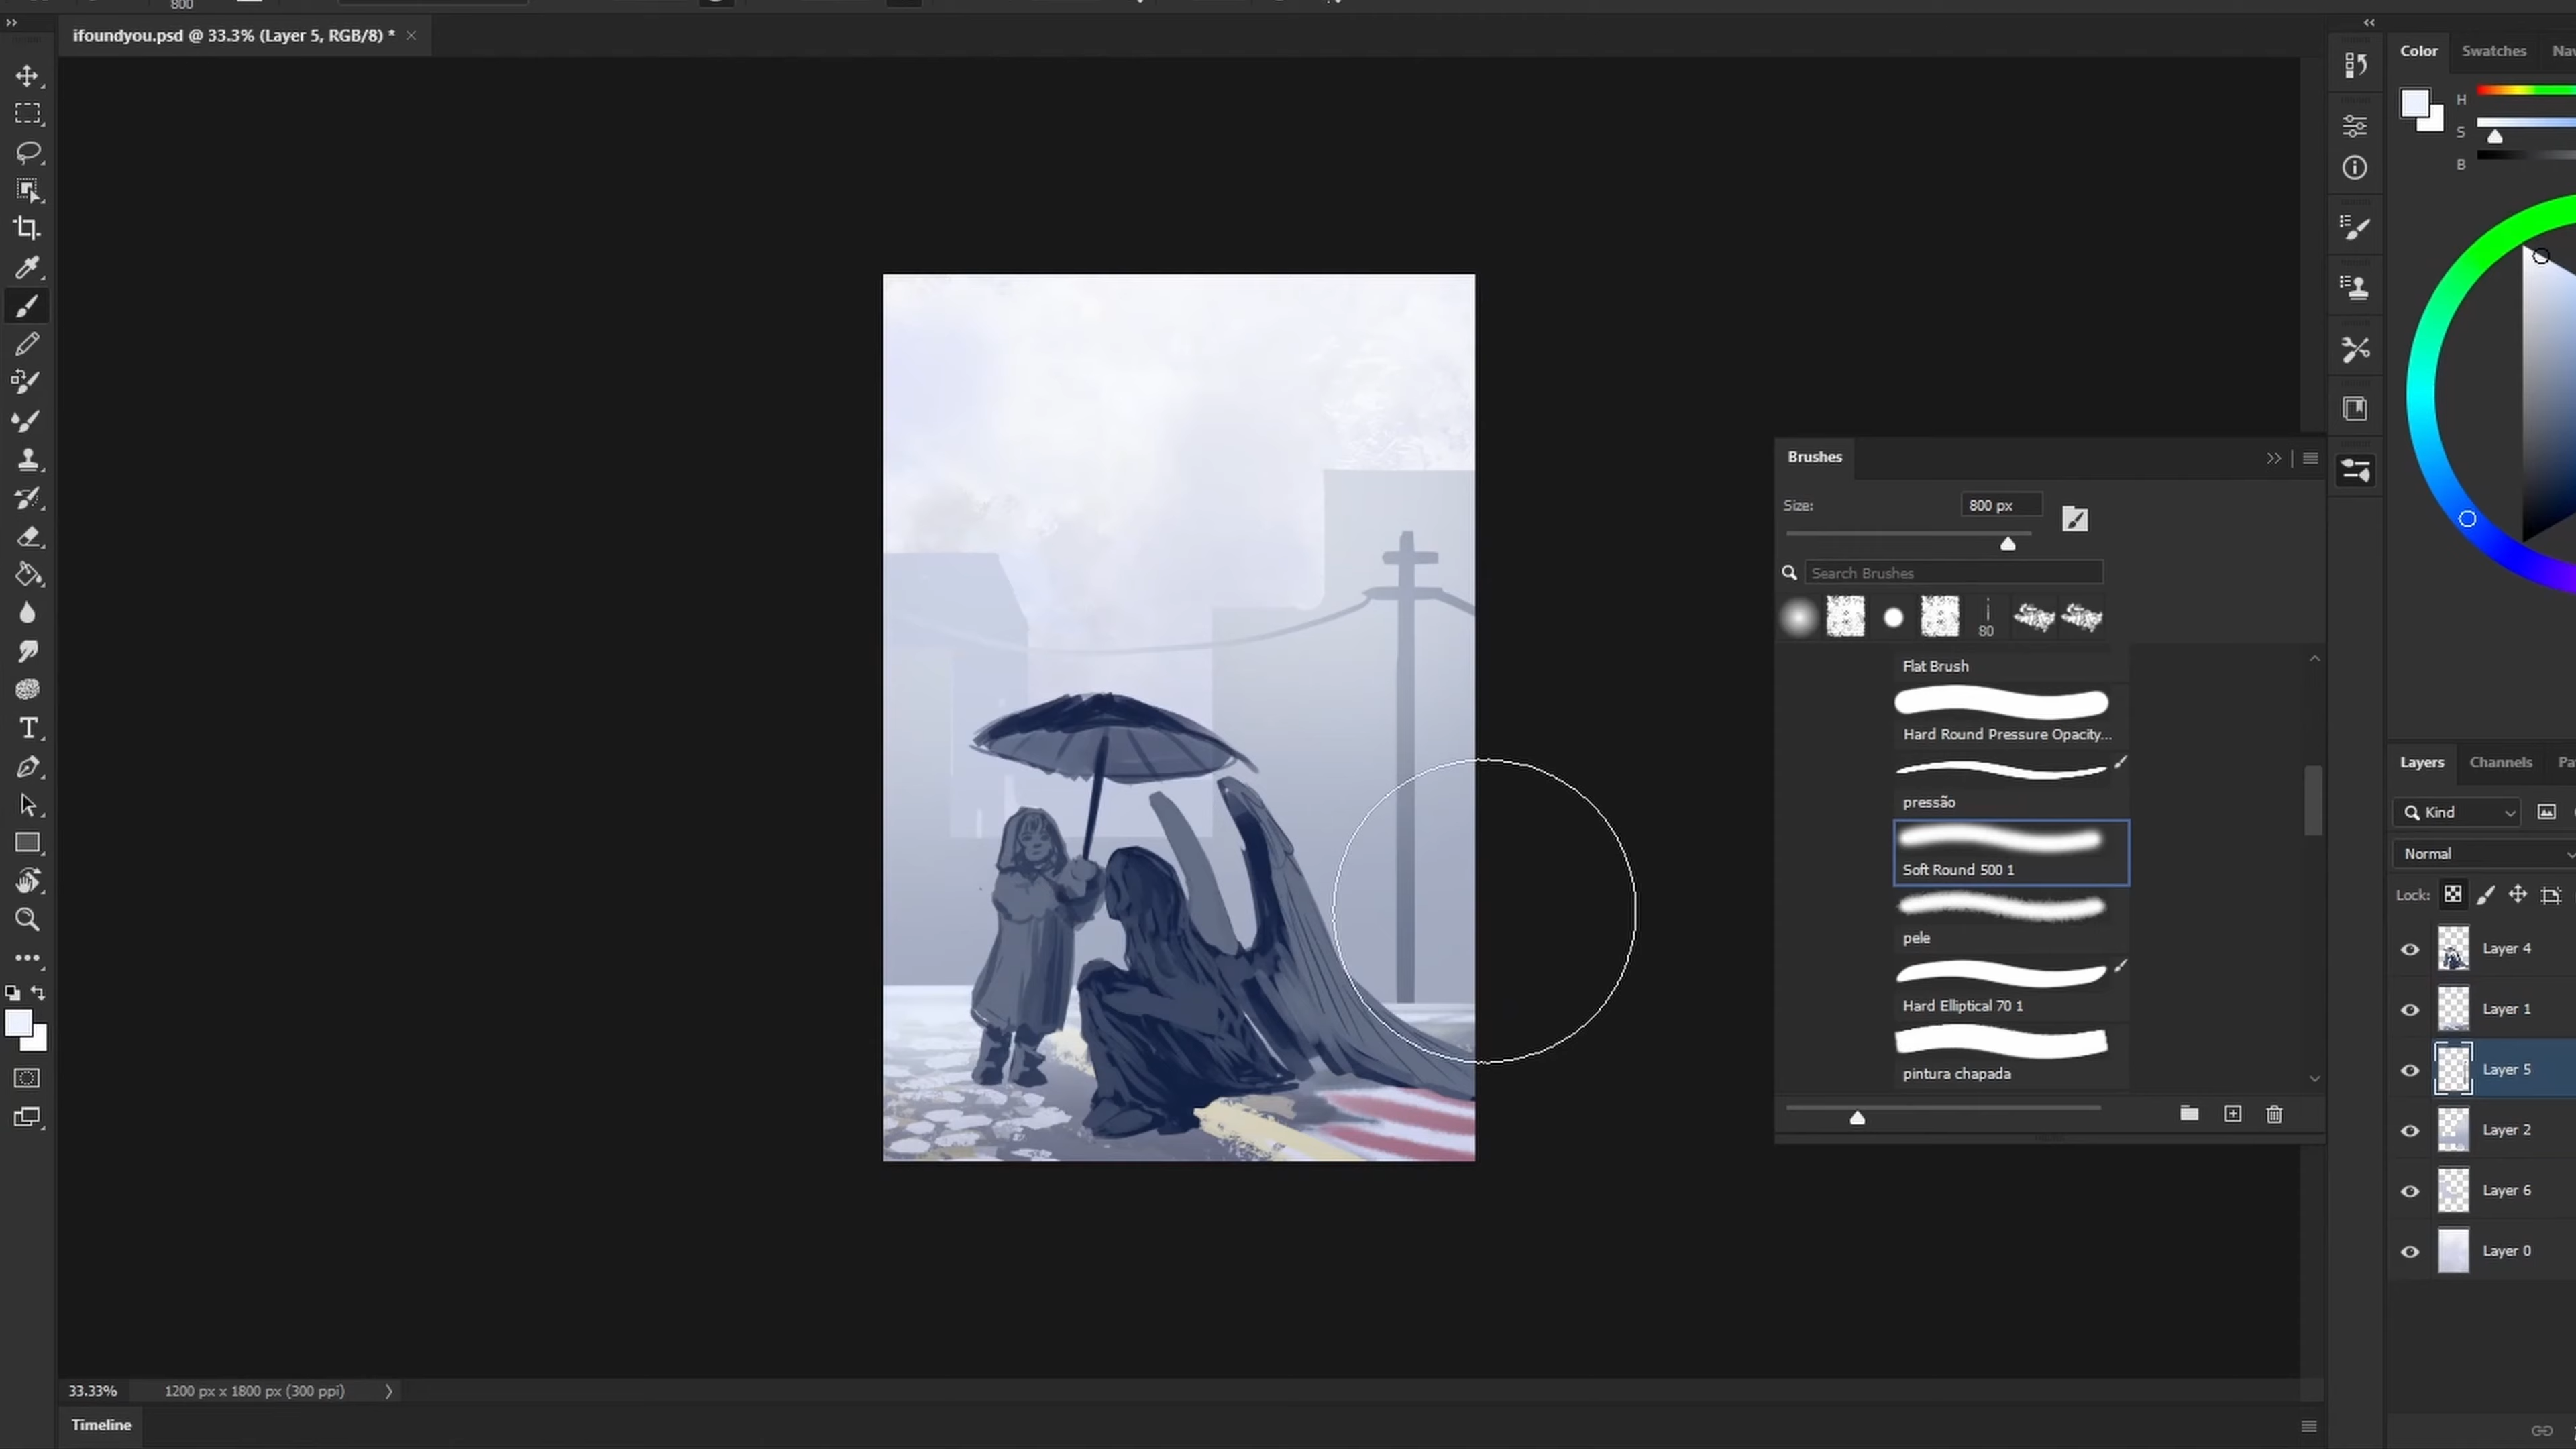 800
ifoundyou.psd @ 33.3% (Layer 5, RGB/8) *
Color
Swatches
Nav
H
S
B
Brushes
Size:
800 px
Search Brushes
80
Flat Brush
Hard Round Pressure Opacity...
pressão
Soft Round 500 1
pele
Hard Elliptical 70 1
pintura chapada
Layers
Channels
Pa
Kind
Normal
Lock:
Layer 4
Layer 1
Layer 5
Layer 2
Layer 6
Layer 0
33.33%
1200 px x 1800 px (300 ppi)
Timeline